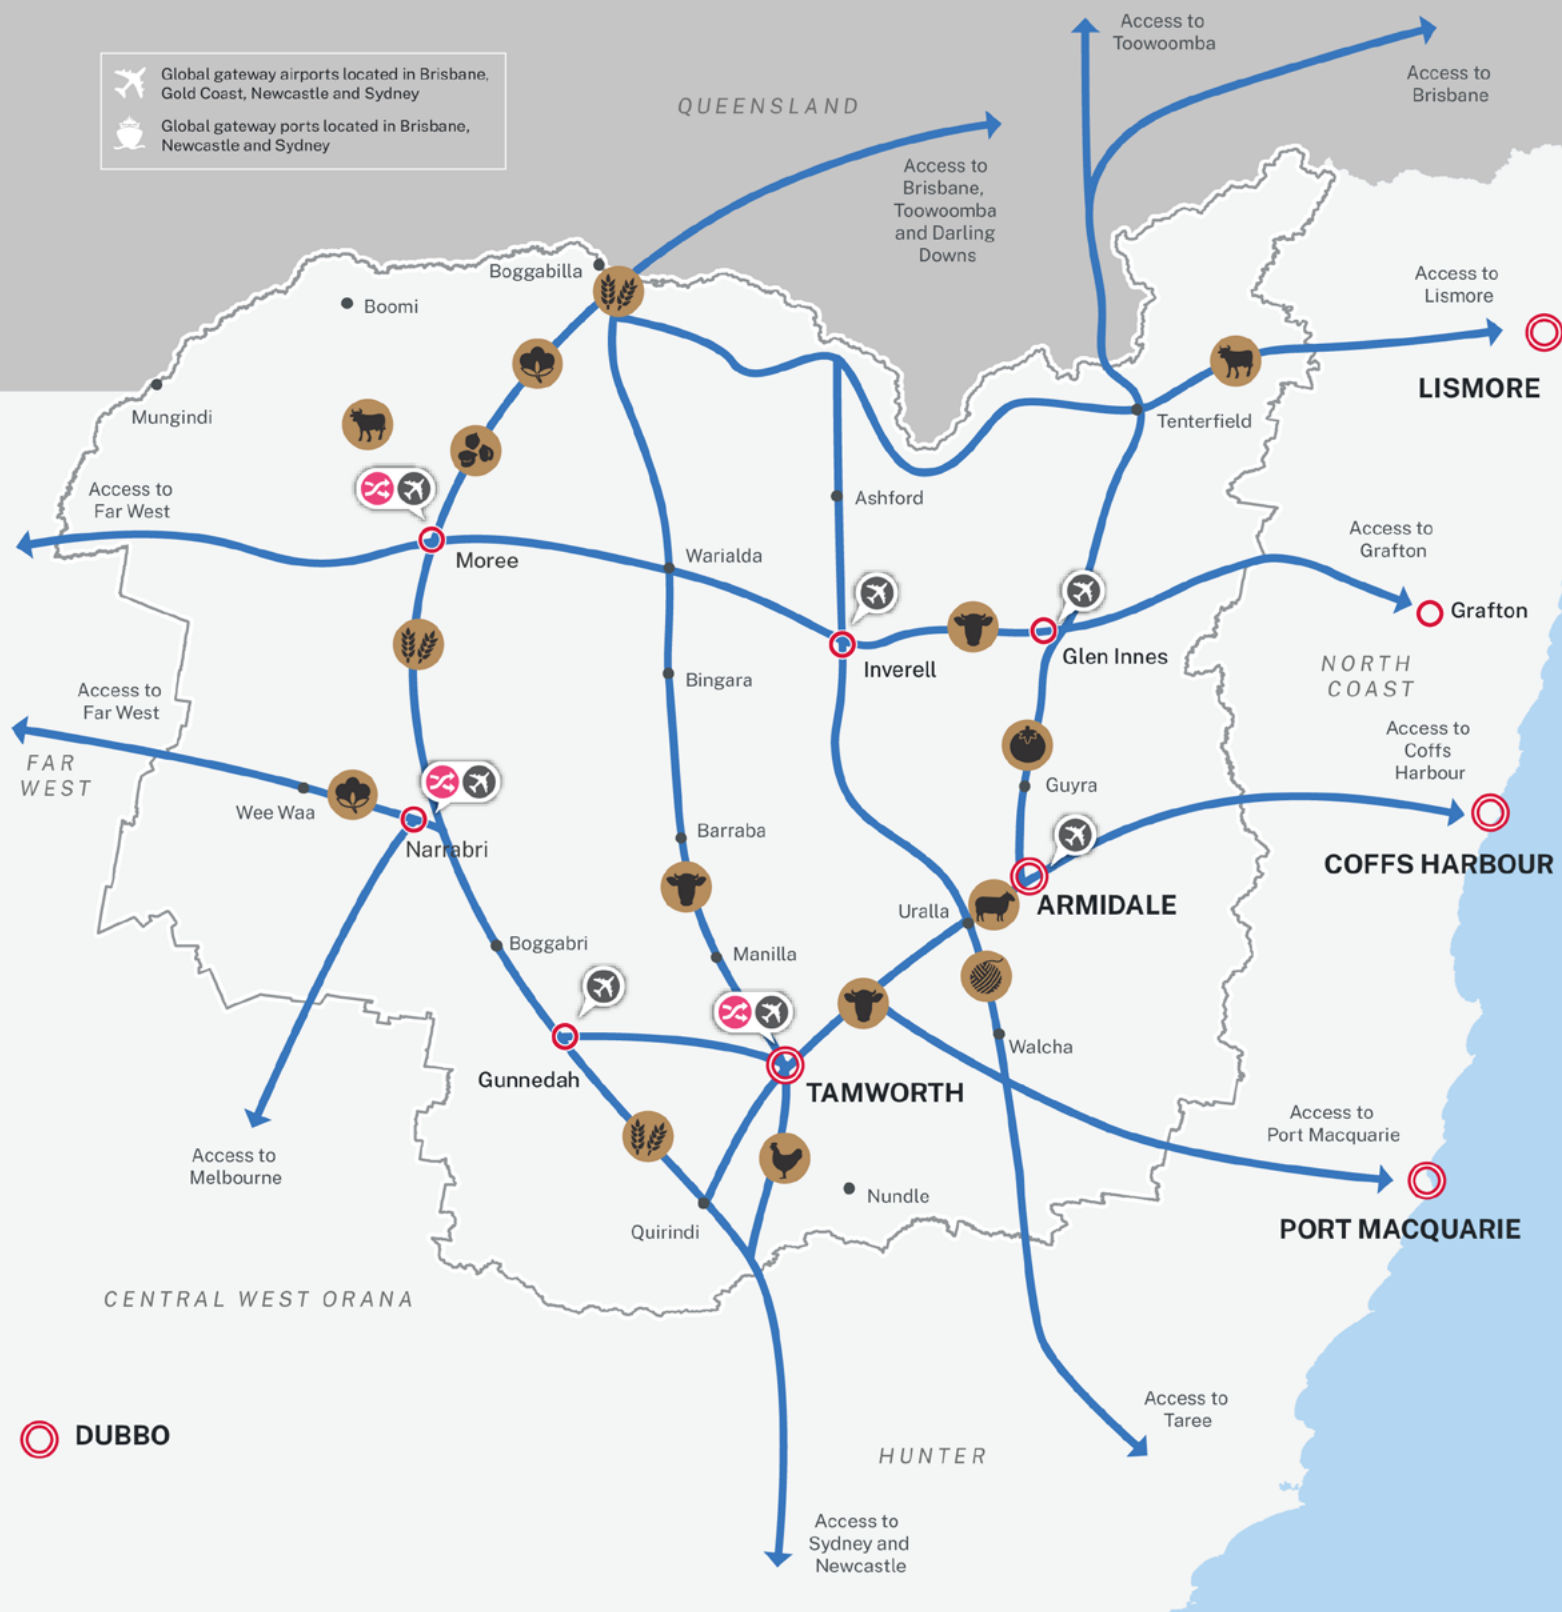 Access to
Toowoomba
Global gateway airports located in Brisbane,
Gold Coast, Newcastle and Sydney
Global gateway ports located in Brisbane,
Newcastle and Sydney
QUEENSLAND
Access to
Brisbane
Access to
Brisbane,
Toowoomba
and Darling
Downs
Boggabilla
Boomi
Access to
Lismore
LISMORE
Mungindi
Tenterfield
Access to
Far West
Ashford
Access to
Grafton
Moree
Warialda
Grafton
Inverell
Glen Innes
NORTH
COAST
Bingara
Access to
Far West
FAR
WEST
Access to
Coffs
Harbour
Guyra
Wee Waa
Narrabri
Barraba
COFFS HARBOUR
Uralla
ARMIDALE
Boggabri
Manilla
Walcha
Gunnedah
TAMWORTH
Access to
Port Macquarie
Access to
Melbourne
Nundle
Quirindi
PORT MACQUARIE
CENTRAL WEST ORANA
Access to
Taree
DUBBO
HUNTER
Access to
Sydney and
Newcastle